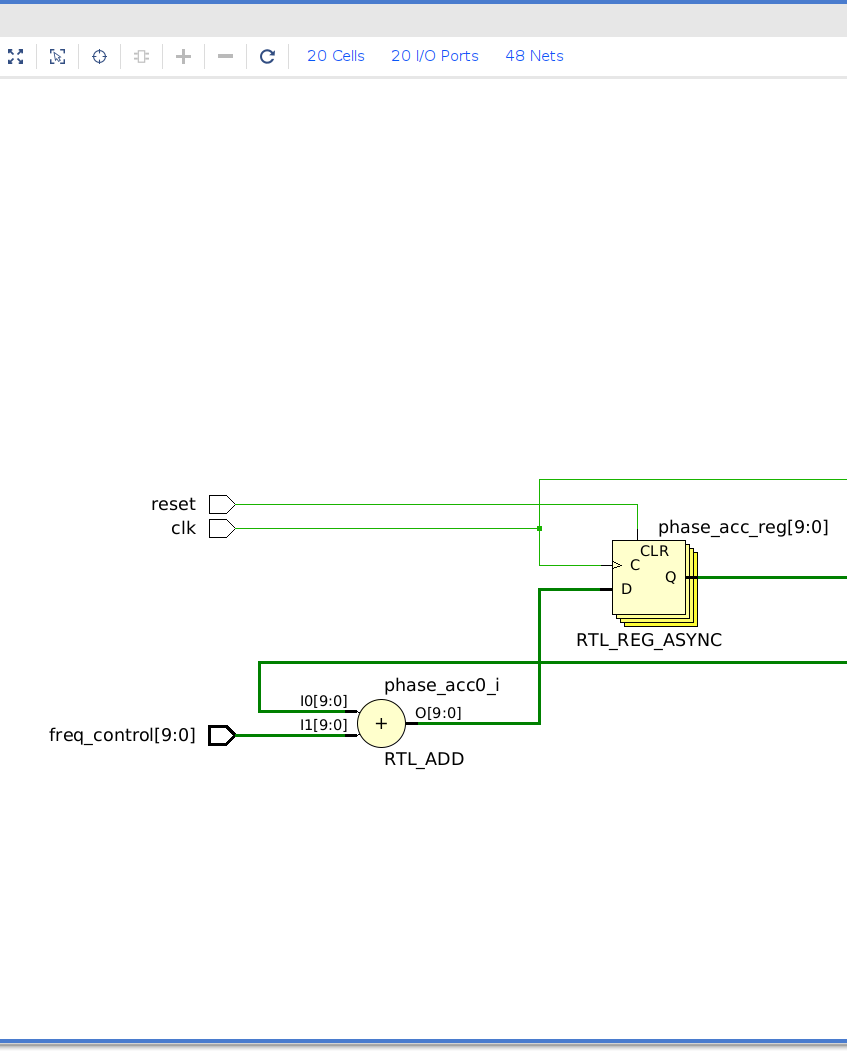 20 Cells 20 I/O Ports 48 Nets
reset
clk
phase_acc_reg[9:0]
CLR
C
Q
D
RTL_REG_ASYNC
phase_acc0_i
I0[9:0]
O[9:0]
I1[9:0]
+
freq_control[9:0]
RTL_ADD